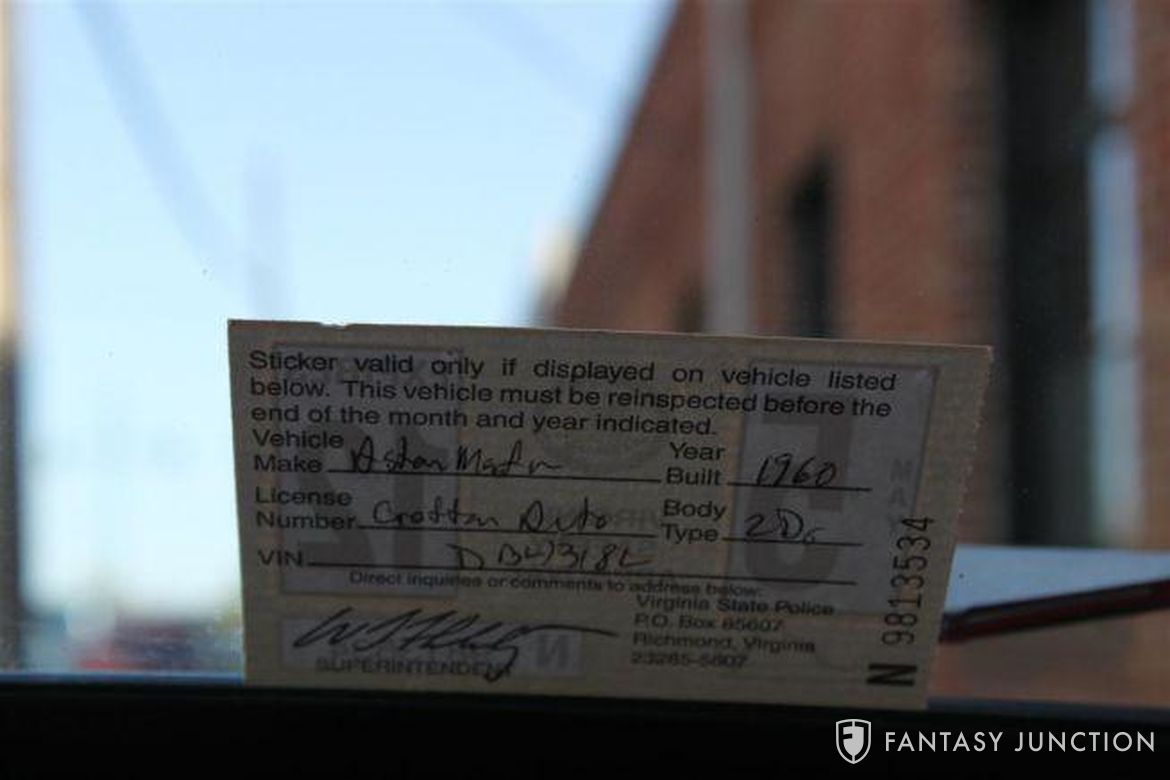 Sticker valid only if displayed on vehicle listed
below. This vehicle must be reinspected before the
end of the month and year indicated.
Vehicle Make Aston Martin Year Built 1960
License Number Crofton Auto Body Type 2Dr
VIN DB4/318L
Direct inquiries or comments to address below:
Virginia State Police
P.O. Box 85607
Richmond, Virginia
23285-5607
SUPERINTENDENT
N 9813534
FANTASY JUNCTION